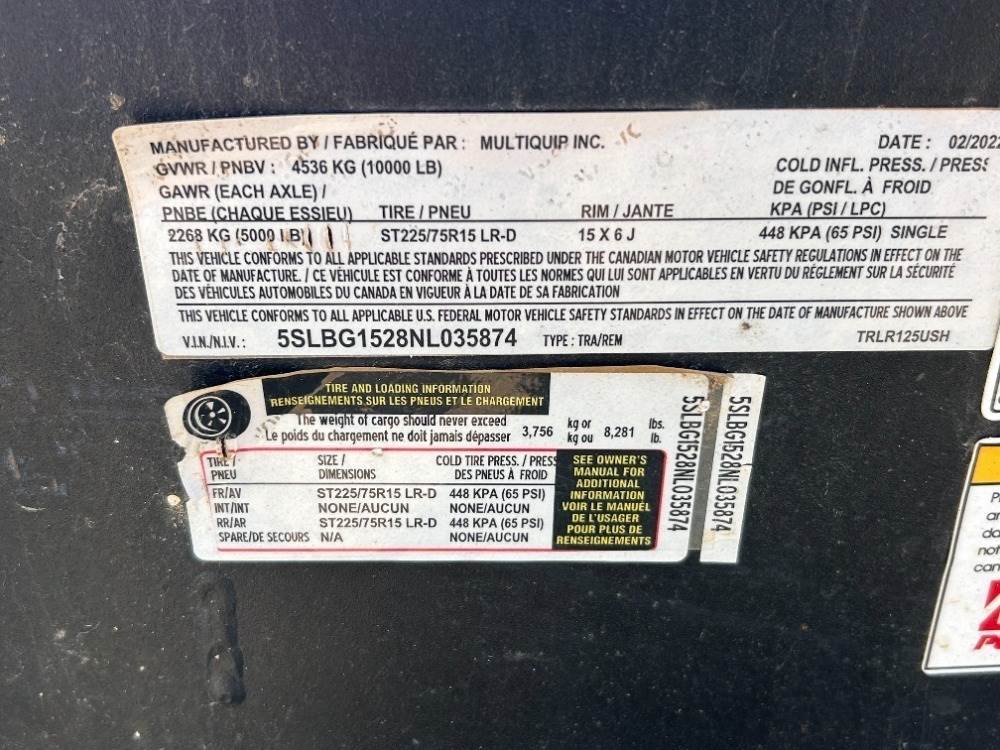 MANUFACTURED BY / FABRIQUÉ PAR : MULTIQUIP INC. DATE : 02/2022
GVWR / PNBV : 4536 KG (10000 LB) COLD INFL. PRESS. / PRESS
GAWR (EACH AXLE) / DE GONFL. À FROID
PNBE (CHAQUE ESSIEU) TIRE / PNEU RIM / JANTE KPA (PSI / LPC)
2268 KG (5000 LB) ST225/75R15 LR-D 15 X 6 J 448 KPA (65 PSI) SINGLE
THIS VEHICLE CONFORMS TO ALL APPLICABLE STANDARDS PRESCRIBED UNDER THE CANADIAN MOTOR VEHICLE SAFETY REGULATIONS IN EFFECT ON THE
DATE OF MANUFACTURE. / CE VÉHICULE EST CONFORME À TOUTES LES NORMES QUI LUI SONT APPLICABLES EN VERTU DU RÉGLEMENT SUR LA SÉCURITÉ
DES VÉHICULES AUTOMOBILES DU CANADA EN VIGUEUR À LA DATE DE SA FABRICATION
THIS VEHICLE CONFORMS TO ALL APPLICABLE U.S. FEDERAL MOTOR VEHICLE SAFETY STANDARDS IN EFFECT ON THE DATE OF MANUFACTURE SHOWN ABOVE
V.I.N./N.I.V.: 5SLBG1528NL035874 TYPE : TRA/REM TRLR125USH
TIRE AND LOADING INFORMATION
RENSEIGNEMENTS SUR LES PNEUS ET LE CHARGEMENT
The weight of cargo should never exceed
Le poids du chargement ne doit jamais dépasser
3,756 kg or
kg ou 8,281 lbs.
lb.
TIRE / SIZE / COLD TIRE PRESS. / PRESS
PNEU DIMENSIONS DES PNEUS À FROID
FR/AV ST225/75R15 LR-D 448 KPA (65 PSI)
INT/INT NONE/AUCUN NONE/AUCUN
RR/AR ST225/75R15 LR-D 448 KPA (65 PSI)
SPARE/DE SECOURS N/A NONE/AUCUN
SEE OWNER'S
MANUAL FOR
ADDITIONAL
INFORMATION
VOIR LE MANUEL
DE L'USAGER
POUR PLUS DE
RENSEIGNEMENTS
5SLBG1528NL035874
5SLBG1528NL035874